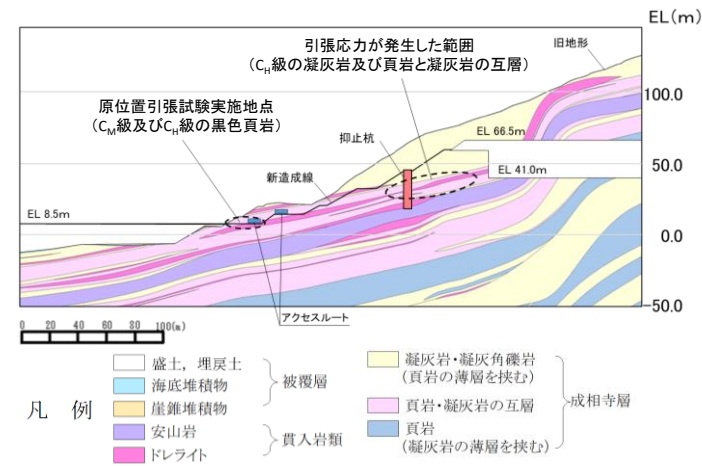 EL(m)
引張応力が発生した範囲
(CH級の凝灰岩及び頁岩と凝灰岩の互層)
旧地形
原位置引張試験実施地点
(CM級及びCH級の黒色頁岩)
100.0
抑止杭
EL 66.5m
新造成線
50.0
EL 41.0m
EL 8.5m
0.0
アクセスルート
-50.0
0 20 40 60 80 100(m)
凡 例
盛土，埋戻土
海底堆積物
崖錐堆積物
被覆層
安山岩
ドレライト
貫入岩類
凝灰岩・凝灰角礫岩
(頁岩の薄層を挟む)
頁岩・凝灰岩の互層
頁岩
(凝灰岩の薄層を挟む)
成相寺層